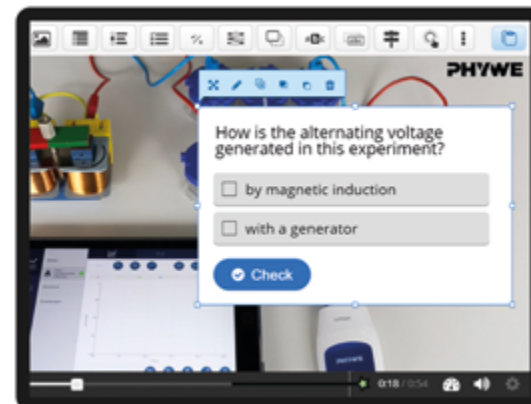 PHYWE
How is the alternating voltage
generated in this experiment?
by magnetic induction
with a generator
Check
PHYWE
0:18 / 0:54